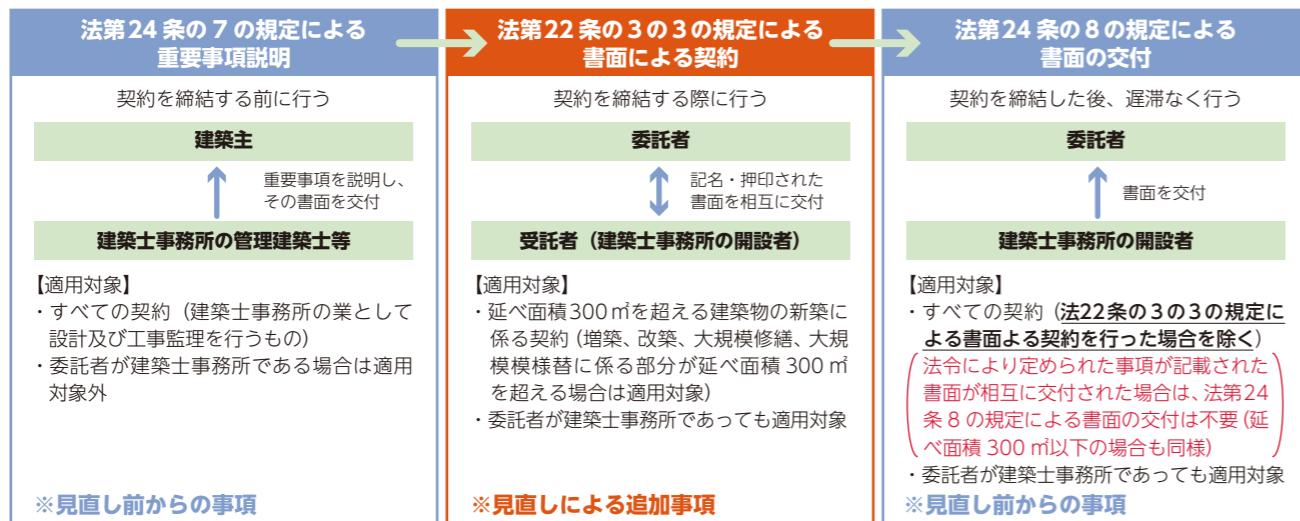 法第24条の7の規定による
重要事項説明
契約を締結する前に行う
建築主
重要事項を説明し、
その書面を交付
建築士事務所の管理建築士等
【適用対象】
・すべての契約（建築士事務所の業として
設計及び工事監理を行うもの）
・委託者が建築士事務所である場合は適用
対象外
※見直し前からの事項
法第22条の3の3の規定による
書面による契約
契約を締結する際に行う
委託者
記名・押印された
書面を相互に交付
受託者（建築士事務所の開設者）
【適用対象】
・延べ面積300㎡を超える建築物の新築に
係る契約（増築、改築、大規模修繕、大規
模模様替に係る部分が延べ面積300㎡
を超える場合は適用対象）
・委託者が建築士事務所であっても適用対象
※見直しによる追加事項
法第24条の8の規定による
書面の交付
契約を締結した後、遅滞なく行う
委託者
書面を交付
建築士事務所の開設者
【適用対象】
・すべての契約（法22条の3の3の規定に
よる書面よる契約を行った場合を除く）
法令により定められた事項が記載された
書面が相互に交付された場合は、法第24
条8の規定による書面の交付は不要（延
べ面積300㎡以下の場合も同様）
・委託者が建築士事務所であっても適用対象
※見直し前からの事項